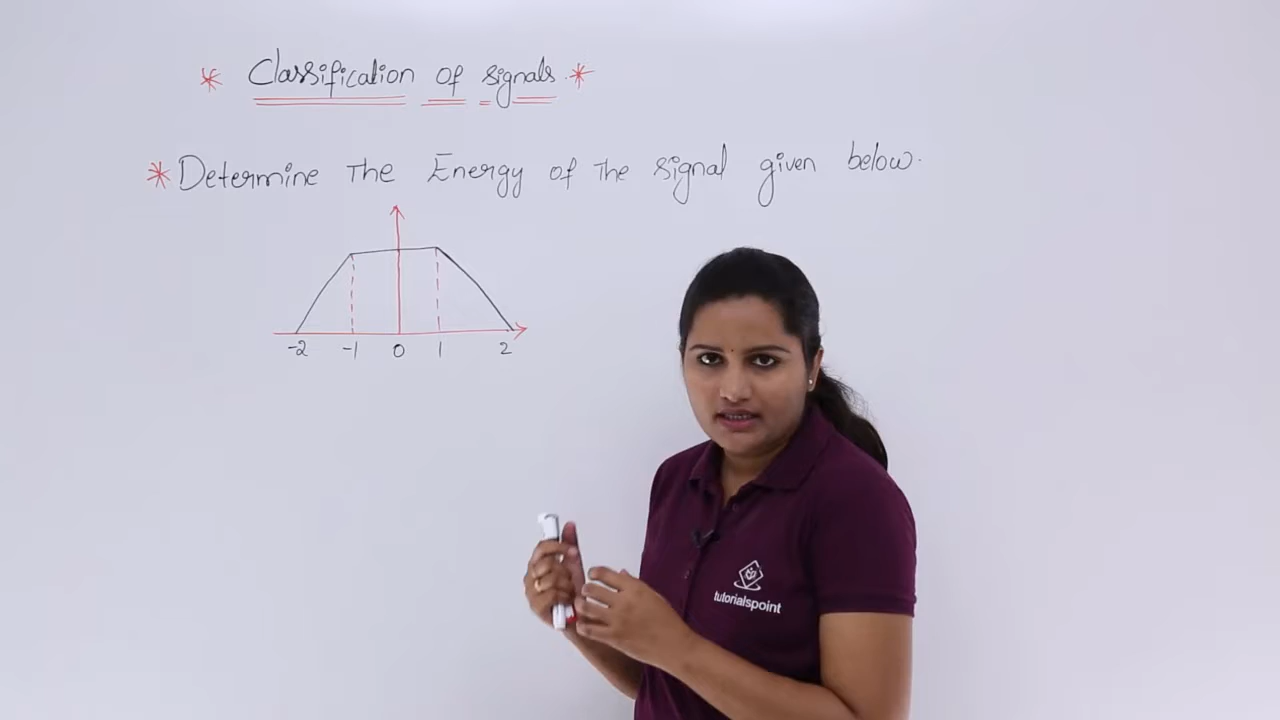 * Classification of signals. *
* Determine The Energy of The signal given below.
-2 -1 0 1 2
tutorialspoint